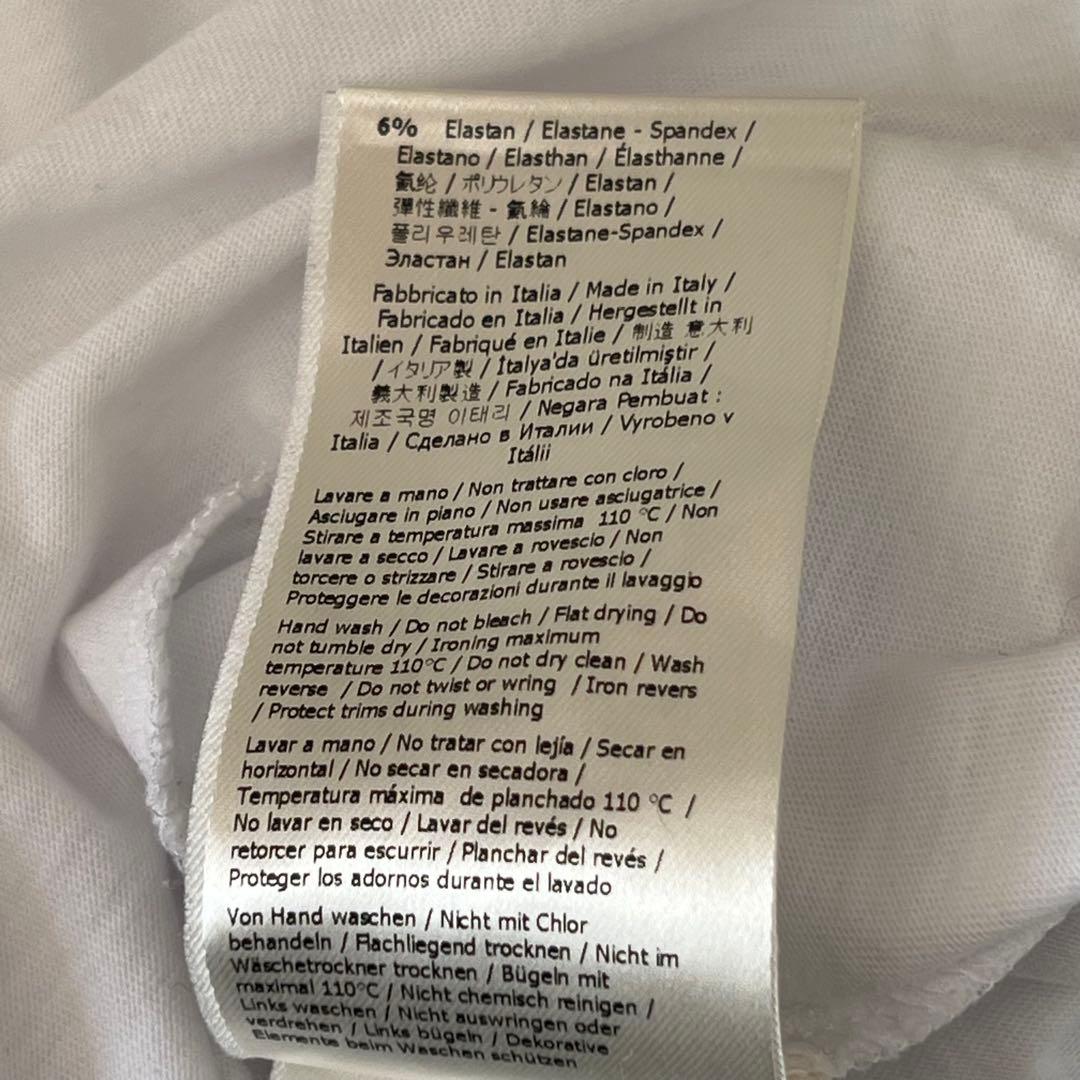 6% Elastan / Elastane - Spandex /
Elastano / Elasthan / Élasthanne /
氨纶 / ポリウレタン / Elastan /
彈性纖維 - 氨綸 / Elastano /
폴리우레탄 / Elastane-Spandex /
Эластан / Elastan
Fabbricato in Italia / Made in Italy /
Fabricado en Italia / Hergestellt in
Italien / Fabriqué en Italie / 制造 意大利
/ イタリア製 / İtalya'da üretilmiştir /
義大利製造 / Fabricado na Itália /
제조국명 이태리 / Negara Pembuat :
Italia / Сделано в Италии / Vyrobeno v
Itálii
Lavare a mano / Non trattare con cloro /
Asciugare in piano / Non usare asciugatrice /
Stirare a temperatura massima 110 °C / Non
lavare a secco / Lavare a rovescio / Non
torcere o strizzare / Stirare a rovescio /
Proteggere le decorazioni durante il lavaggio
Hand wash / Do not bleach / Flat drying / Do
not tumble dry / Ironing maximum
temperature 110°C / Do not dry clean / Wash
reverse / Do not twist or wring / Iron revers
/ Protect trims during washing
Lavar a mano / No tratar con lejía / Secar en
horizontal / No secar en secadora /
Temperatura máxima de planchado 110 °C /
No lavar en seco / Lavar del revés / No
retorcer para escurrir / Planchar del revés /
Proteger los adornos durante el lavado
Von Hand waschen / Nicht mit Chlor
behandeln / Flachliegend trocknen / Nicht im
Wäschetrockner trocknen / Bügeln mit
maximal 110°C / Nicht chemisch reinigen /
Links waschen / Nicht auswringen oder
verdrehen / Links bügeln / Dekorative
Elemente beim Waschen schützen